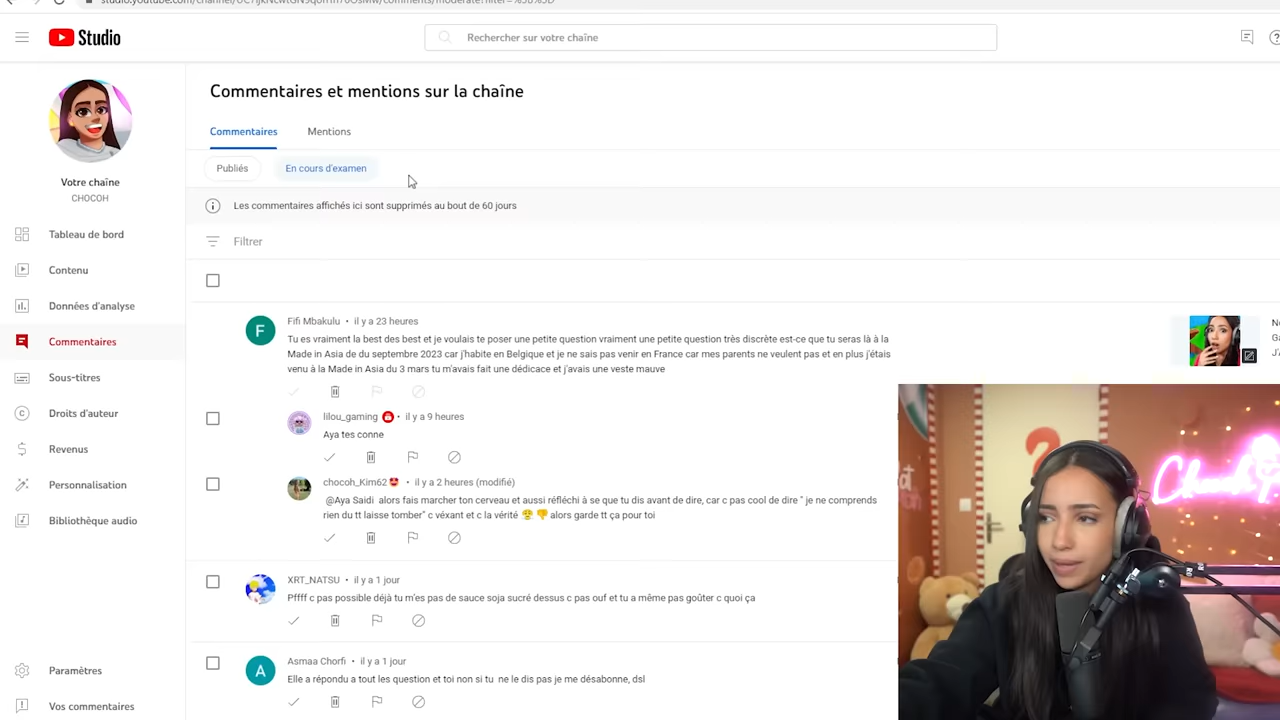 Studio
Rechercher sur votre chaîne
Commentaires et mentions sur la chaîne
Commentaires
Mentions
Publiés
En cours d'examen
Votre chaîne
CHOCOH
Les commentaires affichés ici sont supprimés au bout de 60 jours
Tableau de bord
Filtrer
Contenu
Données d'analyse
Commentaires
Sous-titres
Droits d'auteur
Revenus
Personnalisation
Bibliothèque audio
Paramètres
Vos commentaires
Fifi Mbakulu • il y a 23 heures
Tu es vraiment la best des best et je voulais te poser une petite question vraiment une petite question très discrète est-ce que tu seras là à la
Made in Asia de du septembre 2023 car j'habite en Belgique et je ne sais pas venir en France car mes parents ne veulent pas et en plus j'étais
venu à la Made in Asia du 3 mars tu m'avais fait une dédicace et j'avais une veste mauve
lilou_gaming • il y a 9 heures
Aya tes conne
chocoh_Kim62🤩 • il y a 2 heures (modifié)
@Aya Saidi alors fais marcher ton cerveau et aussi réfléchi à se que tu dis avant de dire, car c pas cool de dire " je ne comprends
rien du tt laisse tomber" c véxant et c la vérité 😤 👎 alors garde tt ça pour toi
XRT_NATSU • il y a 1 jour
Pffff c pas possible déjà tu m'es pas de sauce soja sucré dessus c pas ouf et tu a même pas goûter c quoi ça
Asmaa Chorfi • il y a 1 jour
Elle a répondu a tout les question et toi non si tu ne le dis pas je me désabonne, dsl